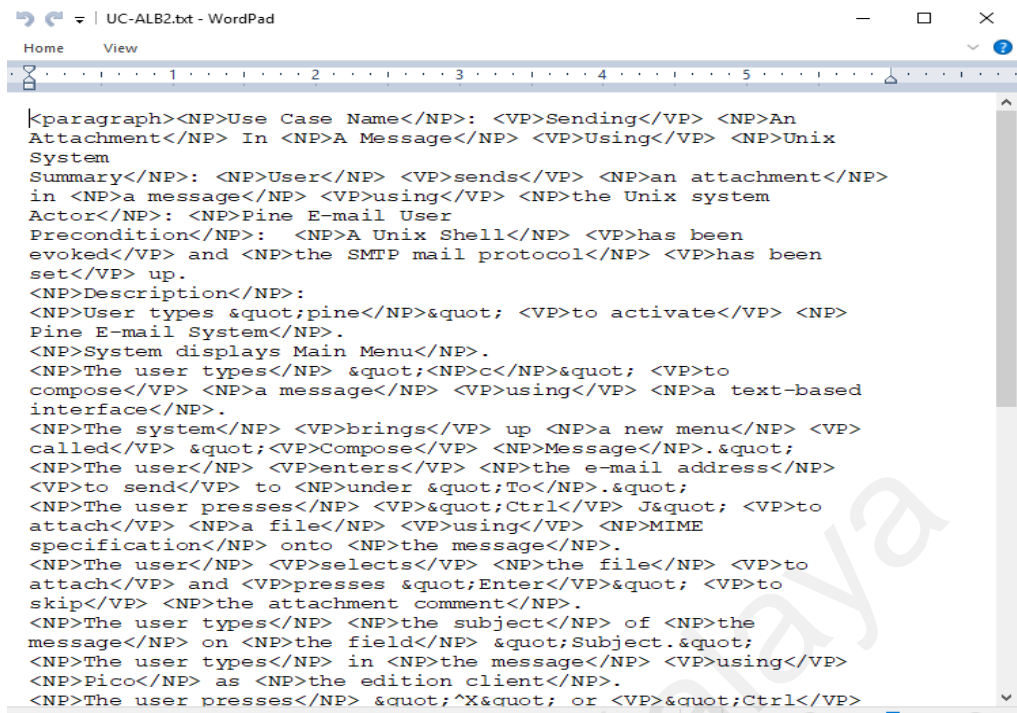 UC-ALB2.txt - WordPad
Home View
1 2 3 4 5
<paragraph><NP>Use Case Name</NP>: <VP>Sending</VP> <NP>An
Attachment</NP> In <NP>A Message</NP> <VP>Using</VP> <NP>Unix
System
Summary</NP>: <NP>User</NP> <VP>sends</VP> <NP>an attachment</NP>
in <NP>a message</NP> <VP>using</VP> <NP>the Unix system
Actor</NP>: <NP>Pine E-mail User
Precondition</NP>:  <NP>A Unix Shell</NP> <VP>has been
evoked</VP> and <NP>the SMTP mail protocol</NP> <VP>has been
set</VP> up.
<NP>Description</NP>:
<NP>User types &quot;pine</NP>&quot; <VP>to activate</VP> <NP>
Pine E-mail System</NP>.
<NP>System displays Main Menu</NP>.
<NP>The user types</NP> &quot;<NP>c</NP>&quot; <VP>to
compose</VP> <NP>a message</NP> <VP>using</VP> <NP>a text-based
interface</NP>.
<NP>The system</NP> <VP>brings</VP> up <NP>a new menu</NP> <VP>
called</VP> &quot;<VP>Compose</VP> <NP>Message</NP>.&quot;
<NP>The user</NP> <VP>enters</VP> <NP>the e-mail address</NP>
<VP>to send</VP> to <NP>under &quot;To</NP>.&quot;
<NP>The user presses</NP> <VP>&quot;Ctrl</VP> J&quot; <VP>to
attach</VP> <NP>a file</NP> <VP>using</VP> <NP>MIME
specification</NP> onto <NP>the message</NP>.
<NP>The user</NP> <VP>selects</VP> <NP>the file</NP> <VP>to
attach</VP> and <VP>presses &quot;Enter</VP>&quot; <VP>to
skip</VP> <NP>the attachment comment</NP>.
<NP>The user types</NP> <NP>the subject</NP> of <NP>the
message</NP> on <NP>the field</NP> &quot;Subject.&quot;
<NP>The user types</NP> in <NP>the message</NP> <VP>using</VP>
<NP>Pico</NP> as <NP>the edition client</NP>.
<NP>The user presses</NP> &quot;^X&quot; or <VP>&quot;Ctrl</VP>
alaya